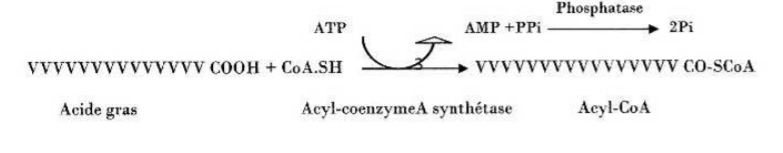 Phosphatase
ATP AMP +PPi 2Pi
VVVVVVVVVVVVVV COOH + CoA.SH VVVVVVVVVVVVVVVV CO-SCoA
Acide gras Acyl-coenzymeA synthétase Acyl-CoA